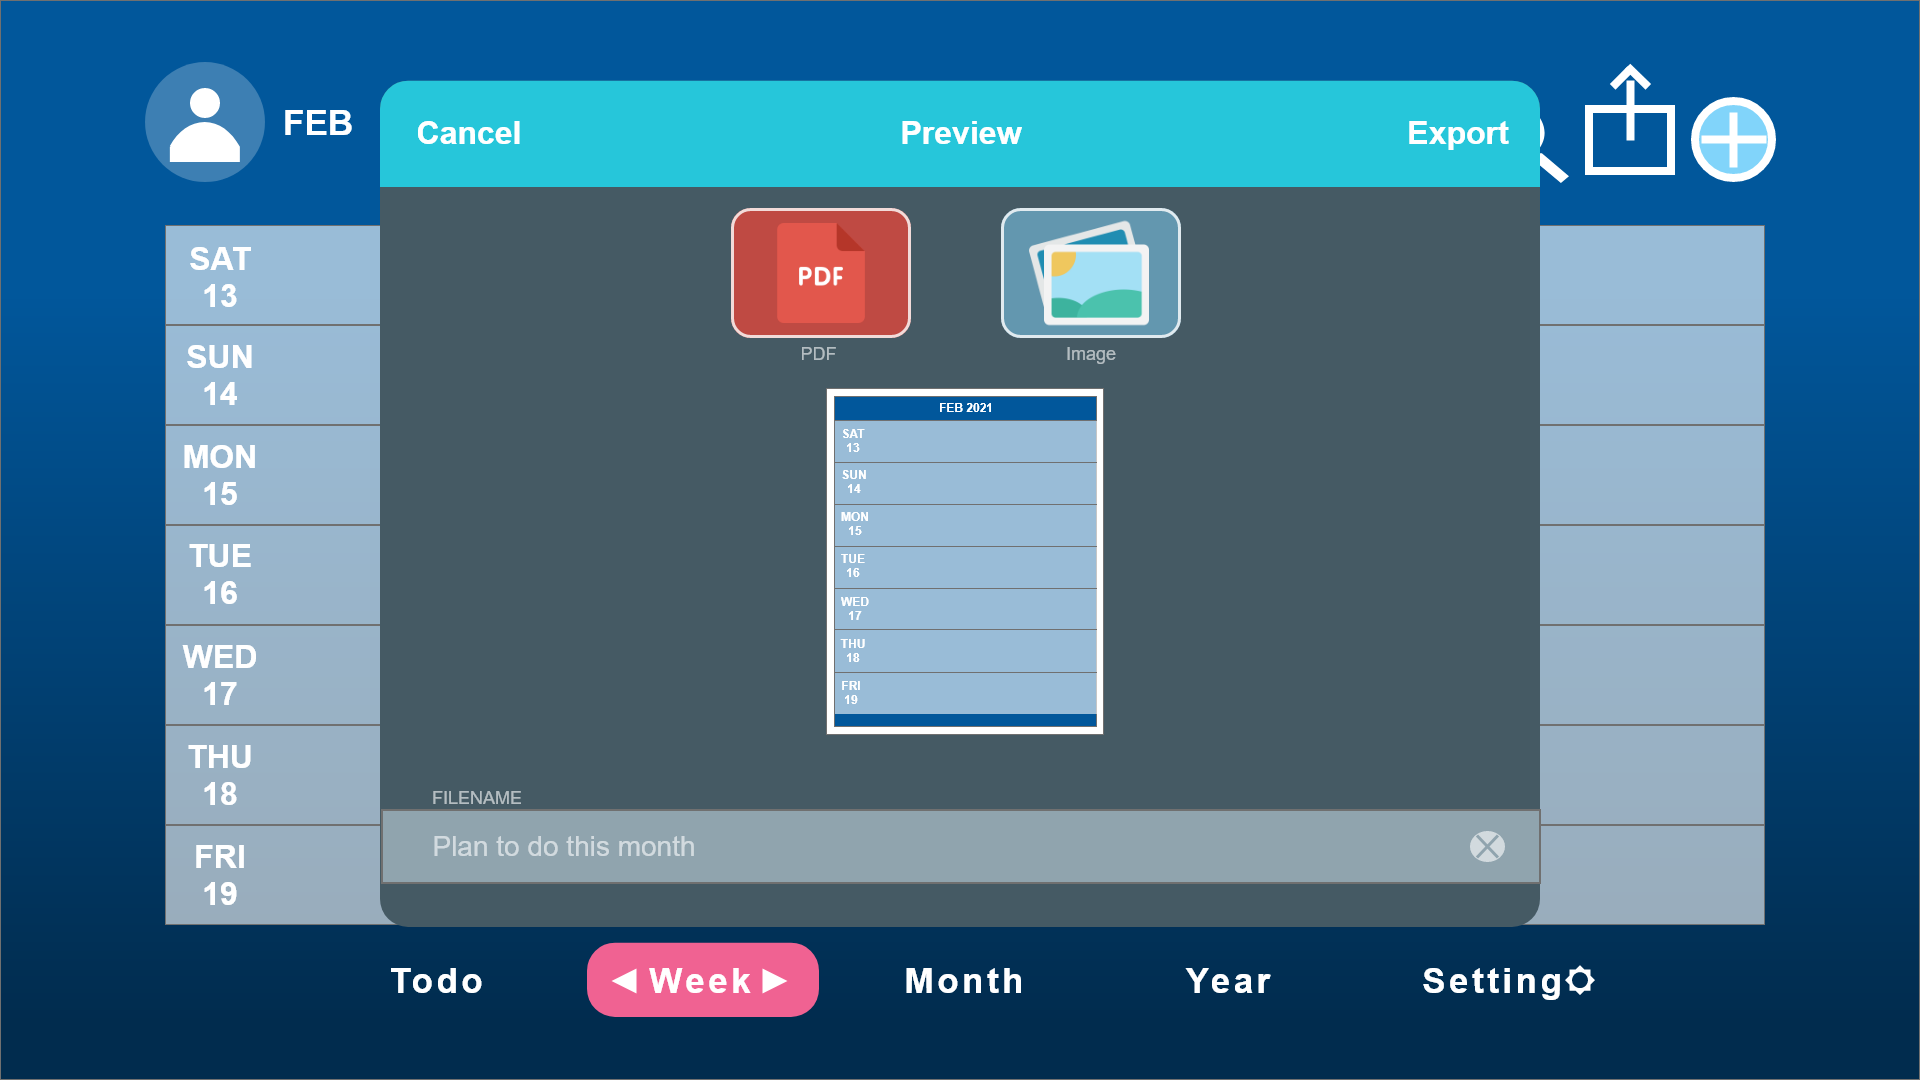 FEB
Cancel
Preview
Export
PDF
PDF
Image
SAT
13
SUN
14
MON
15
TUE
16
WED
17
THU
18
FRI
19
FEB 2021
SAT
13
SUN
14
MON
15
TUE
16
WED
17
THU
18
FRI
19
FILENAME
Plan to do this month
Todo
Week
Month
Year
Setting